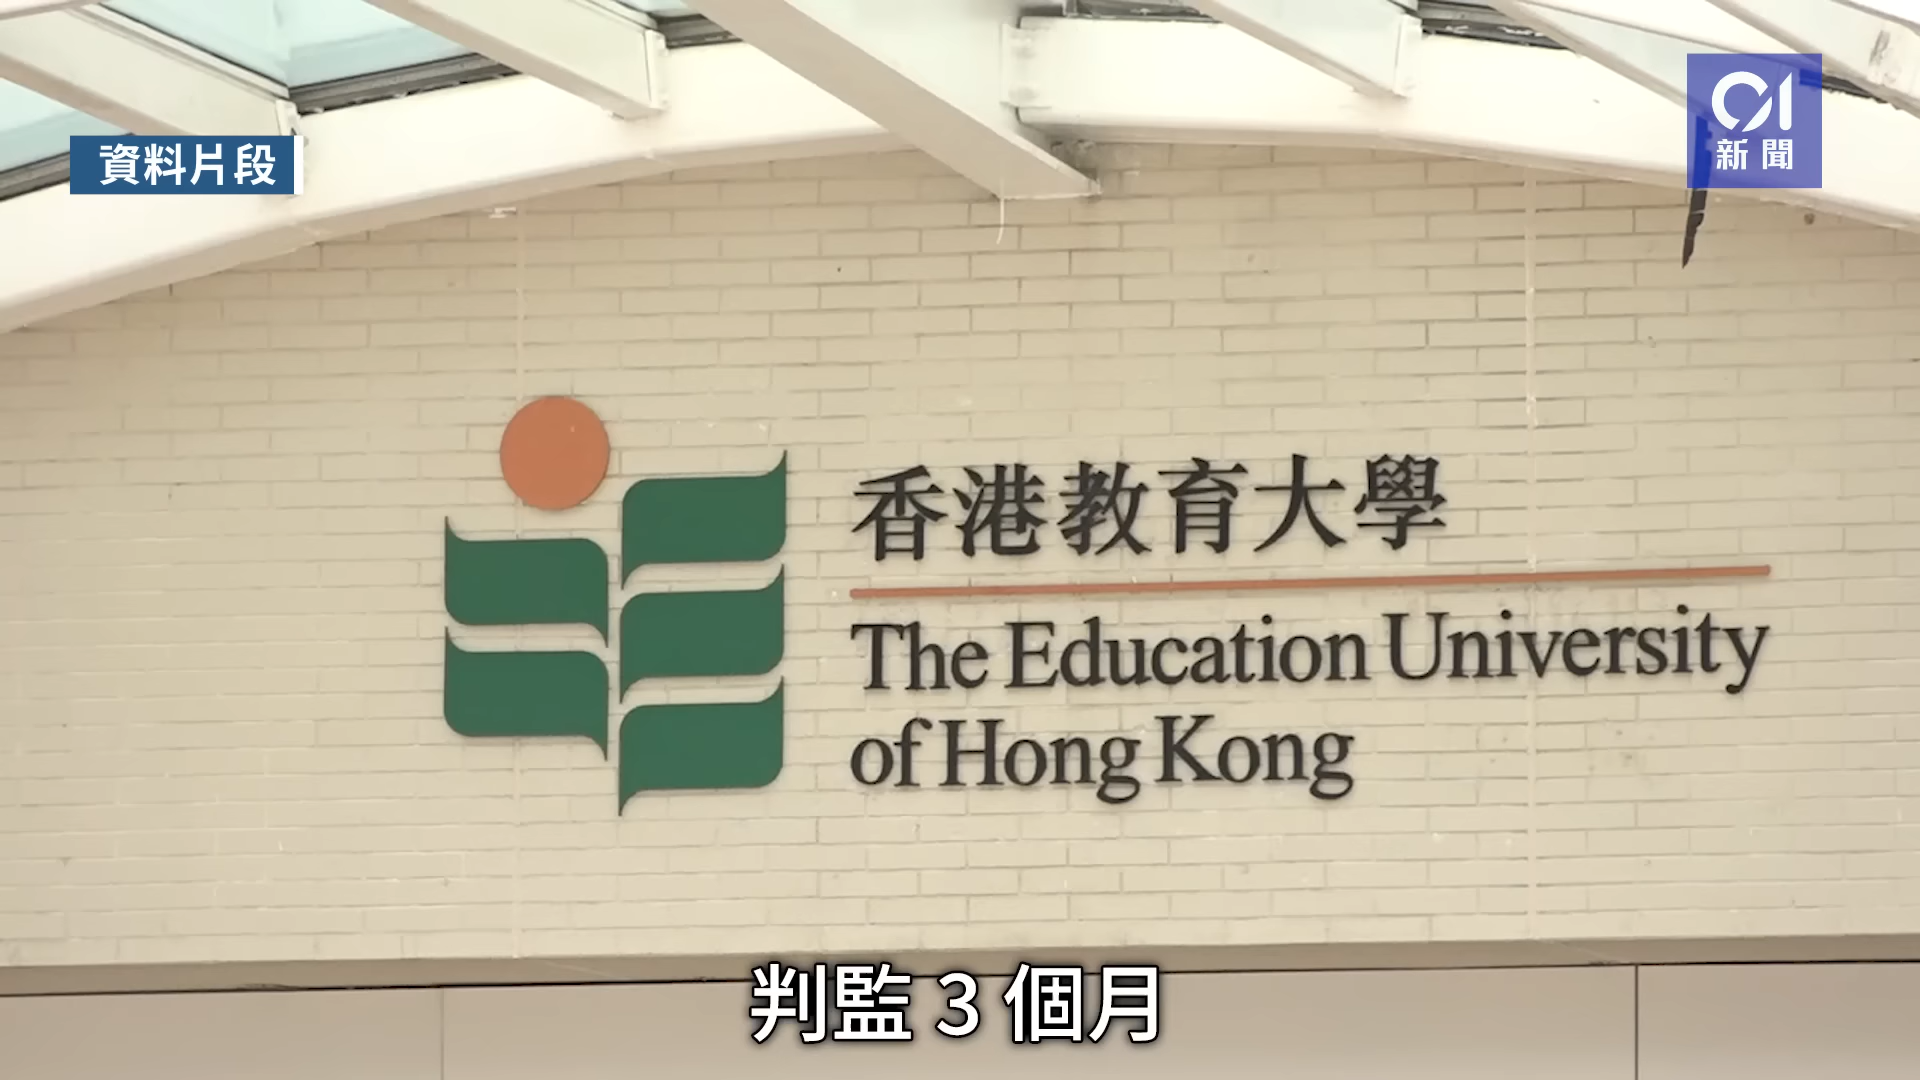 01
新聞
資料片段
香港教育大學
The Education University
of Hong Kong
判監 3 個月